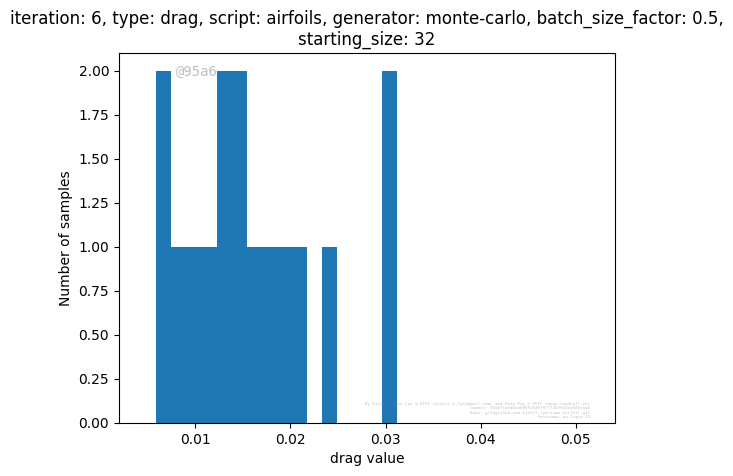 iteration: 6, type: drag, script: airfoils, generator: monte-carlo, batch_size_factor: 0.5,
starting_size: 32
@95a6
2.00
1.75
1.50
1.25
1.00
0.75
0.50
0.25
0.00
Number of samples
0.01
0.02
0.03
0.04
0.05
drag value